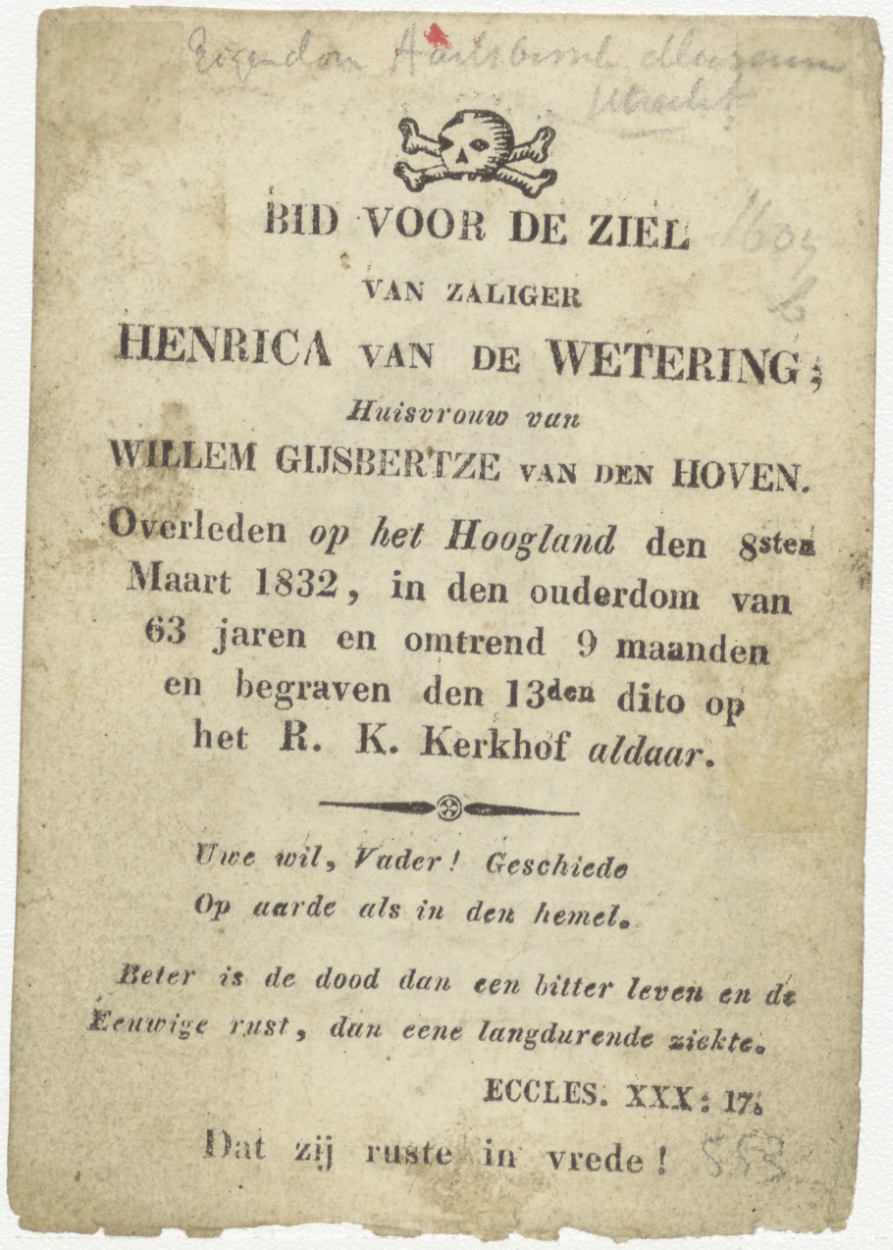 Eigendom Aartsbissch. Museum
Utrecht
BID VOOR DE ZIEL
VAN ZALIGER
HENRICA VAN DE WETERING;
Huisvrouw van
WILLEM GIJSBERTZE VAN DEN HOVEN.
Overleden op het Hoogland den 8sten
Maart 1832, in den ouderdom van
63 jaren en omtrend 9 maanden
en begraven den 13den dito op
het R. K. Kerkhof aldaar.
Uwe wil, Vader! Geschiede
Op aarde als in den hemel.
Beter is de dood dan een bitter leven en de
Eeuwige rust, dan eene langdurende ziekte.
ECCLES. XXX: 17.
Dat zij ruste in vrede! 553